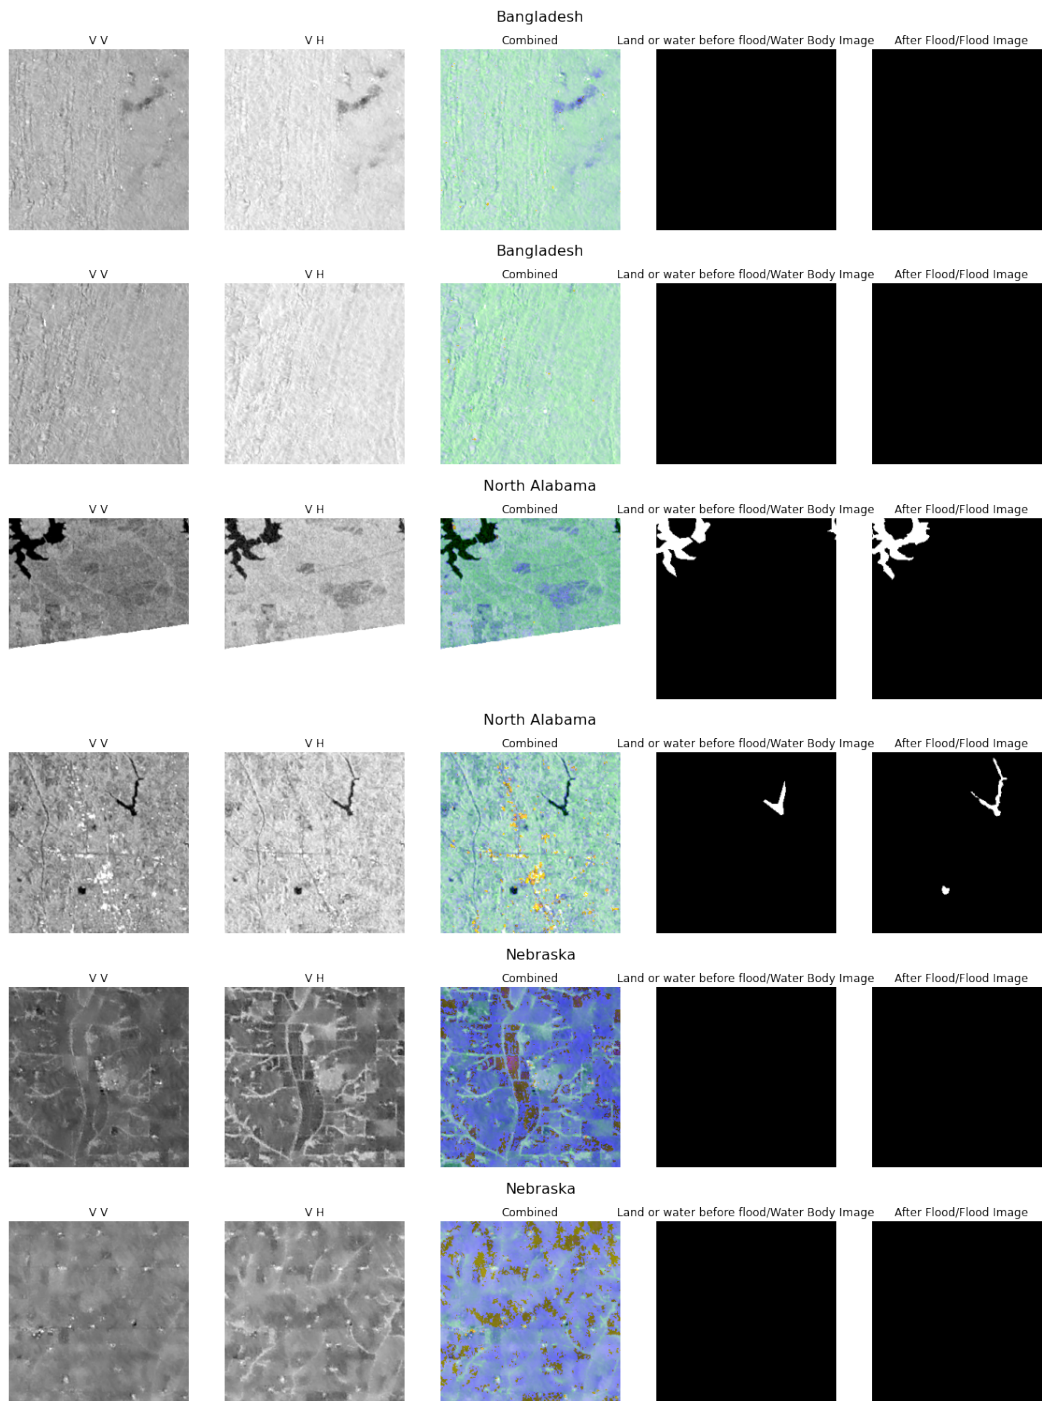 Bangladesh
V V V H Combined Land or water before flood/Water Body Image After Flood/Flood Image
Bangladesh
V V V H Combined Land or water before flood/Water Body Image After Flood/Flood Image
North Alabama
V V V H Combined Land or water before flood/Water Body Image After Flood/Flood Image
North Alabama
V V V H Combined Land or water before flood/Water Body Image After Flood/Flood Image
Nebraska
V V V H Combined Land or water before flood/Water Body Image After Flood/Flood Image
Nebraska
V V V H Combined Land or water before flood/Water Body Image After Flood/Flood Image